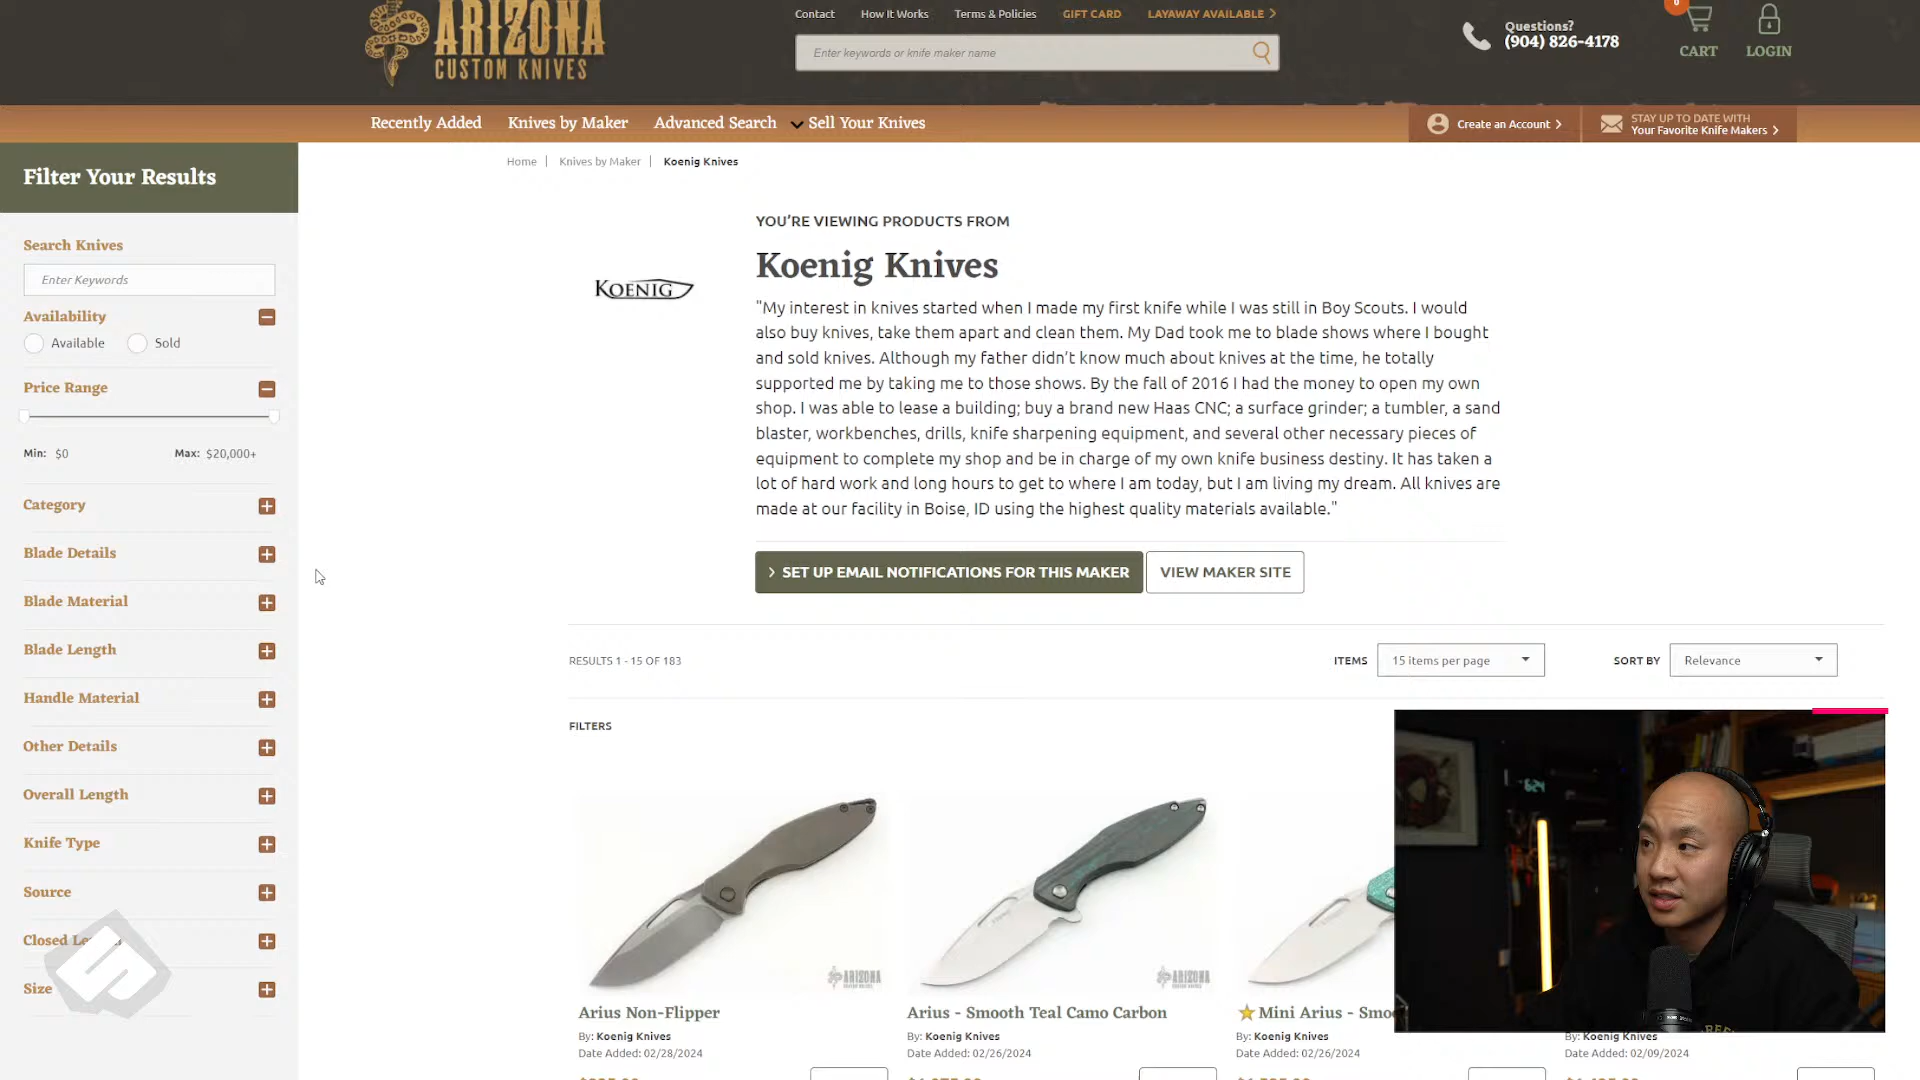 ARIZONA
CUSTOM KNIVES
Contact
How It Works
Terms & Policies
GIFT CARD
LAYAWAY AVAILABLE
Enter keywords or knife maker name
Questions?
(904) 826-4178
0
CART
LOGIN
Recently Added
Knives by Maker
Advanced Search
Sell Your Knives
Create an Account
STAY UP TO DATE WITH
Your Favorite Knife Makers
Filter Your Results
Home
Knives by Maker
Koenig Knives
Search Knives
Enter Keywords
Availability
Available
Sold
Price Range
Min: $0
Max: $20,000+
Category
Blade Details
Blade Material
Blade Length
Handle Material
Other Details
Overall Length
Knife Type
Source
Closed
Size
KOENIG
YOU'RE VIEWING PRODUCTS FROM
Koenig Knives
"My interest in knives started when I made my first knife while I was still in Boy Scouts. I would
also buy knives, take them apart and clean them. My Dad took me to blade shows where I bought
and sold knives. Although my father didn't know much about knives at the time, he totally
supported me by taking me to those shows. By the fall of 2016 I had the money to open my own
shop. I was able to lease a building; buy a brand new Haas CNC; a surface grinder; a tumbler, a sand
blaster, workbenches, drills, knife sharpening equipment, and several other necessary pieces of
equipment to complete my shop and be in charge of my own knife business destiny. It has taken a
lot of hard work and long hours to get to where I am today, but I am living my dream. All knives are
made at our facility in Boise, ID using the highest quality materials available."
SET UP EMAIL NOTIFICATIONS FOR THIS MAKER
VIEW MAKER SITE
RESULTS 1 - 15 OF 183
ITEMS
15 items per page
SORT BY
Relevance
FILTERS
ARIZONA
ARIZONA
Arius Non-Flipper
By: Koenig Knives
Date Added: 02/28/2024
Arius - Smooth Teal Camo Carbon
By: Koenig Knives
Date Added: 02/26/2024
Mini Arius - Smo
By: Koenig Knives
Date Added: 02/26/2024
By: Koenig Knives
Date Added: 02/09/2024